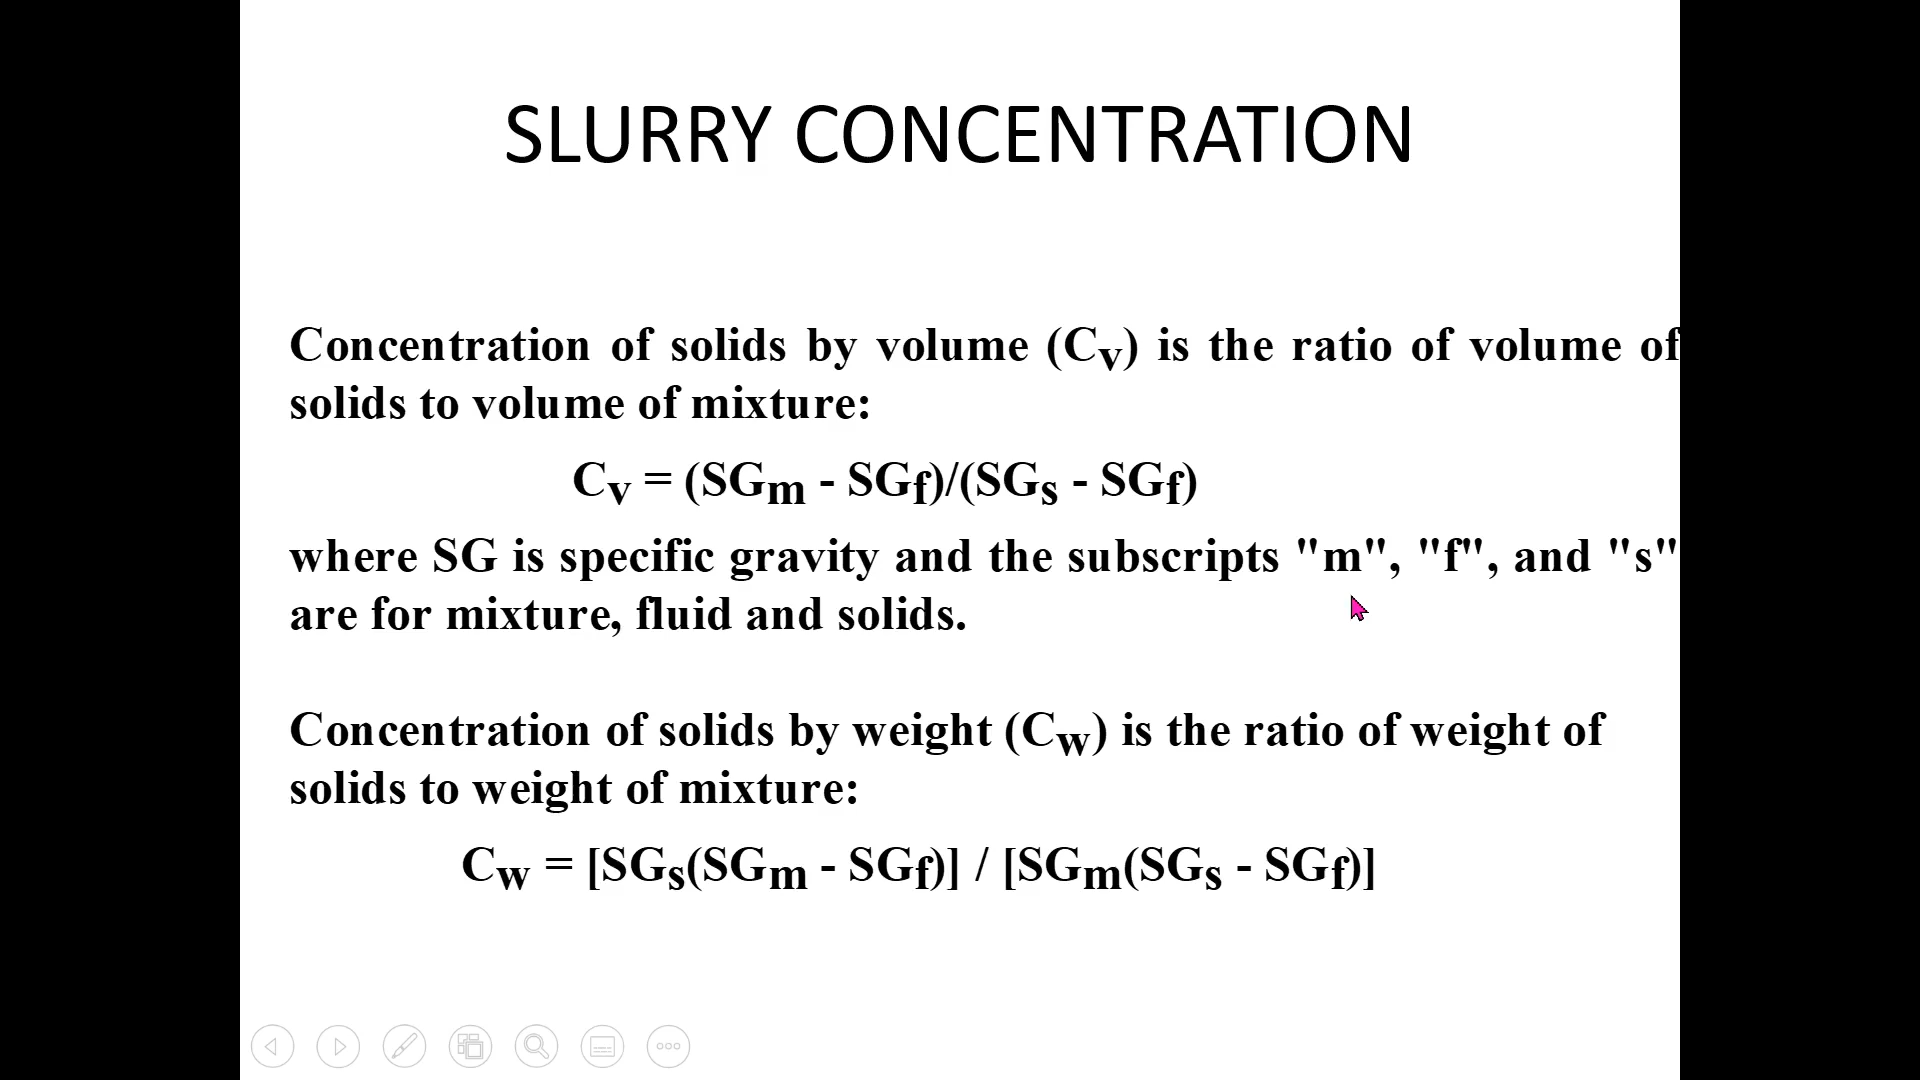 SLURRY CONCENTRATION
Concentration of solids by volume (Cv) is the ratio of volume of
solids to volume of mixture:
Cv = (SGm - SGf)/(SGs - SGf)
where SG is specific gravity and the subscripts "m", "f", and "s"
are for mixture, fluid and solids.
Concentration of solids by weight (Cw) is the ratio of weight of
solids to weight of mixture:
Cw = [SGs(SGm - SGf)] / [SGm(SGs - SGf)]